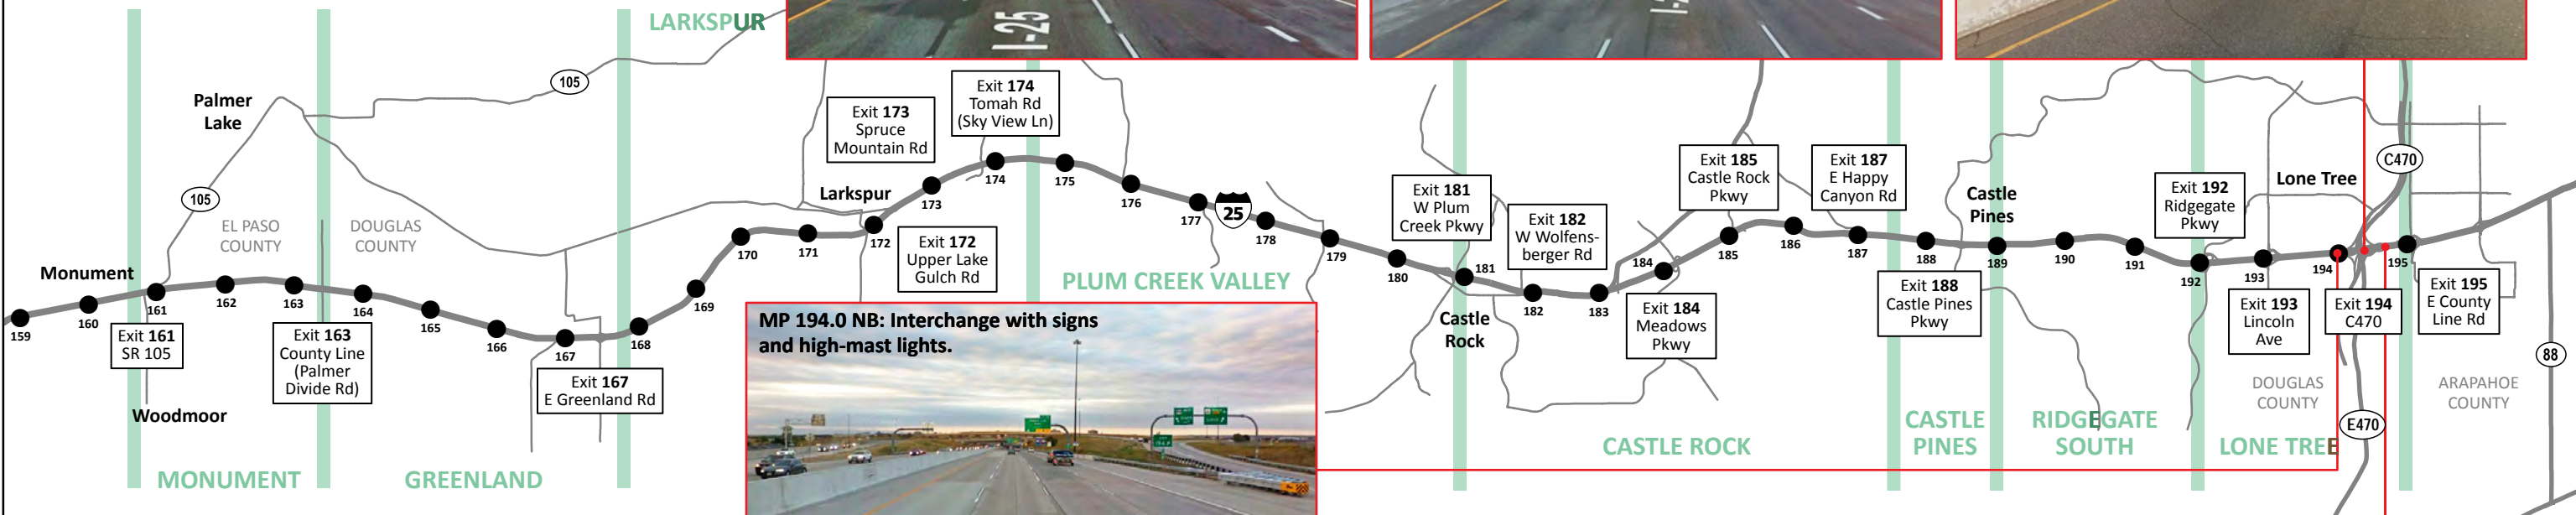 LARKSPUR
I-25
105
Palmer
Lake
105
EL PASO
COUNTY
DOUGLAS
COUNTY
Monument
Woodmoor
159
160
161
162
163
164
165
166
167
168
169
170
171
172
173
174
175
176
177
178
179
180
181
182
183
184
185
186
187
188
189
190
191
192
193
194
195
Exit 161
SR 105
Exit 163
County Line
(Palmer
Divide Rd)
Exit 167
E Greenland Rd
Larkspur
Exit 172
Upper Lake
Gulch Rd
Exit 173
Spruce
Mountain Rd
Exit 174
Tomah Rd
(Sky View Ln)
25
PLUM CREEK VALLEY
MP 194.0 NB: Interchange with signs
and high-mast lights.
Exit 181
W Plum
Creek Pkwy
Exit 182
W Wolfens-
berger Rd
Castle
Rock
Exit 184
Meadows
Pkwy
Exit 185
Castle Rock
Pkwy
Exit 187
E Happy
Canyon Rd
Exit 188
Castle Pines
Pkwy
Castle
Pines
Exit 192
Ridgegate
Pkwy
Lone Tree
Exit 193
Lincoln
Ave
Exit 194
C470
Exit 195
E County
Line Rd
C470
E470
88
DOUGLAS
COUNTY
ARAPAHOE
COUNTY
MONUMENT
GREENLAND
CASTLE ROCK
CASTLE
PINES
RIDGEGATE
SOUTH
LONE TREE